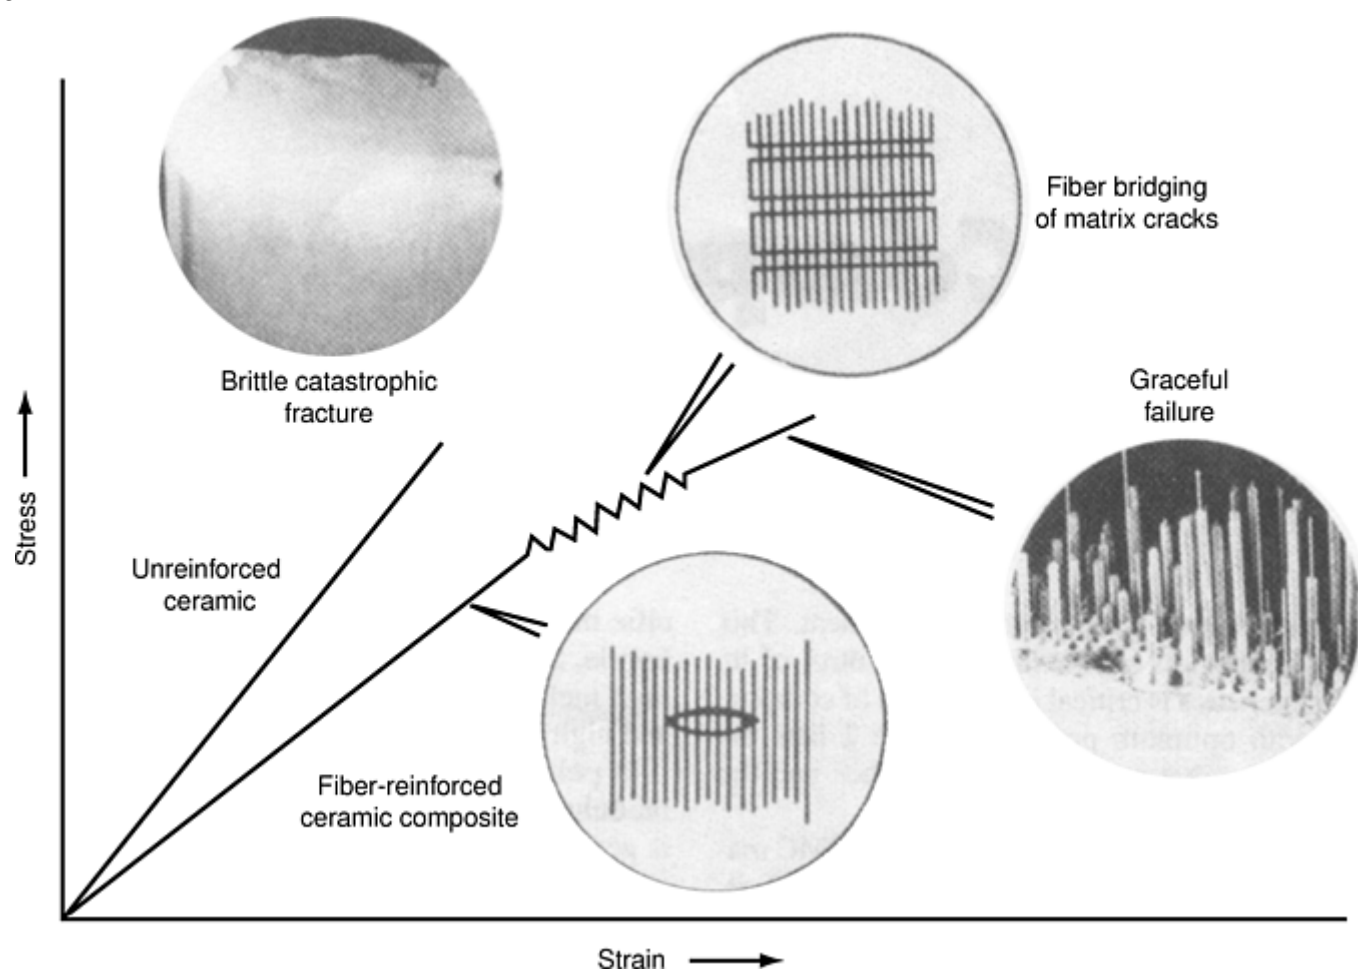 Brittle catastrophic
fracture
Fiber bridging
of matrix cracks
Graceful
failure
Stress
Unreinforced
ceramic
Fiber-reinforced
ceramic composite
Strain